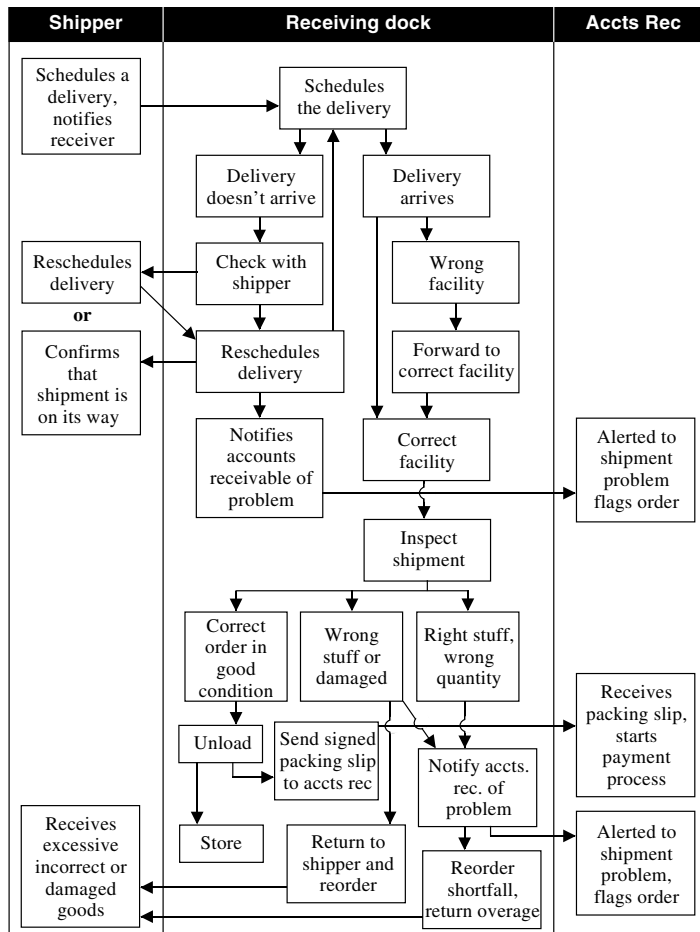 Shipper
Receiving dock
Accts Rec
Schedules a
delivery,
notifies
receiver
Schedules
the delivery
Delivery
doesn't arrive
Delivery
arrives
Reschedules
delivery
or
Confirms
that
shipment is
on its way
Check with
shipper
Wrong
facility
Reschedules
delivery
Forward to
correct facility
Notifies
accounts
receivable of
problem
Correct
facility
Alerted to
shipment
problem
flags order
Inspect
shipment
Correct
order in
good
condition
Wrong
stuff or
damaged
Right stuff,
wrong
quantity
Unload
Send signed
packing slip
to accts rec
Notify accts.
rec. of
problem
Receives
packing slip,
starts
payment
process
Store
Return to
shipper and
reorder
Reorder
shortfall,
return overage
Alerted to
shipment
problem,
flags order
Receives
excessive
incorrect or
damaged
goods